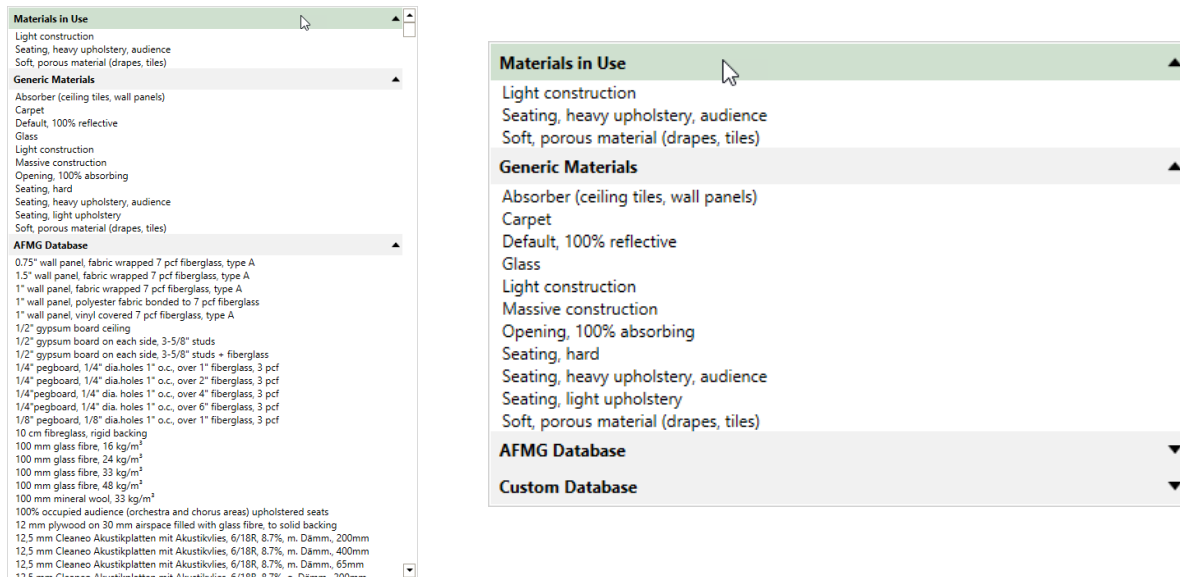 Materials in Use
Light construction
Seating, heavy upholstery, audience
Soft, porous material (drapes, tiles)
Generic Materials
Absorber (ceiling tiles, wall panels)
Carpet
Default, 100% reflective
Glass
Light construction
Massive construction
Opening, 100% absorbing
Seating, hard
Seating, heavy upholstery, audience
Seating, light upholstery
Soft, porous material (drapes, tiles)
AFMG Database
0.75" wall panel, fabric wrapped 7 pcf fiberglass, type A
1.5" wall panel, fabric wrapped 7 pcf fiberglass, type A
1" wall panel, fabric wrapped 7 pcf fiberglass, type A
1" wall panel, polyester fabric bonded to 7 pcf fiberglass
1" wall panel, vinyl covered 7 pcf fiberglass, type A
1/2" gypsum board ceiling
1/2" gypsum board on each side, 3-5/8" studs
1/2" gypsum board on each side, 3-5/8" studs + fiberglass
1/4" pegboard, 1/4" dia.holes 1" o.c., over 1" fiberglass, 3 pcf
1/4" pegboard, 1/4" dia.holes 1" o.c., over 2" fiberglass, 3 pcf
1/4"pegboard, 1/4" dia. holes 1" o.c., over 4" fiberglass, 3 pcf
1/4"pegboard, 1/4" dia. holes 1" o.c., over 6" fiberglass, 3 pcf
1/8" pegboard, 1/8" dia.holes 1" o.c., over 1" fiberglass, 3 pcf
10 cm fibreglass, rigid backing
100 mm glass fibre, 16 kg/m³
100 mm glass fibre, 24 kg/m³
100 mm glass fibre, 33 kg/m³
100 mm glass fibre, 48 kg/m³
100 mm mineral wool, 33 kg/m³
100% occupied audience (orchestra and chorus areas) upholstered seats
12 mm plywood on 30 mm airspace filled with glass fibre, to solid backing
12,5 mm Cleaneo Akustikplatten mit Akustikvlies, 6/18R, 8.7%, m. Dämm., 200mm
12,5 mm Cleaneo Akustikplatten mit Akustikvlies, 6/18R, 8.7%, m. Dämm., 400mm
12,5 mm Cleaneo Akustikplatten mit Akustikvlies, 6/18R, 8.7%, m. Dämm., 65mm
Materials in Use
Light construction
Seating, heavy upholstery, audience
Soft, porous material (drapes, tiles)
Generic Materials
Absorber (ceiling tiles, wall panels)
Carpet
Default, 100% reflective
Glass
Light construction
Massive construction
Opening, 100% absorbing
Seating, hard
Seating, heavy upholstery, audience
Seating, light upholstery
Soft, porous material (drapes, tiles)
AFMG Database
Custom Database